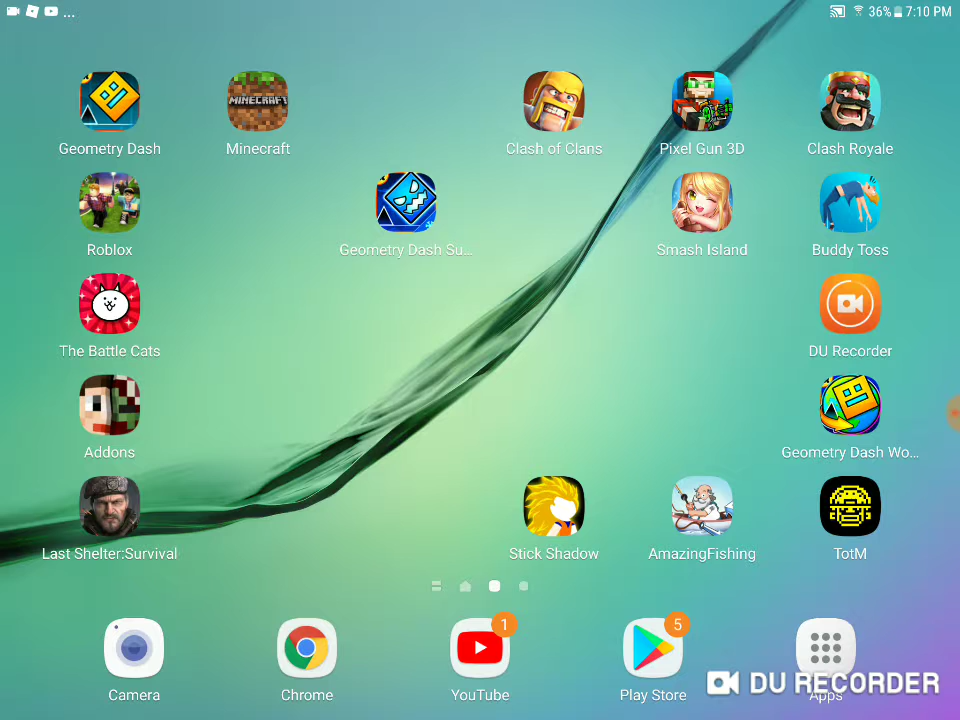 ...
36% 7:10 PM
MINECRAFT
Geometry Dash
Minecraft
Clash of Clans
Pixel Gun 3D
Clash Royale
Roblox
Geometry Dash Su...
Smash Island
Buddy Toss
The Battle Cats
DU Recorder
Addons
Geometry Dash Wo...
Last Shelter:Survival
Stick Shadow
AmazingFishing
TotM
1
5
Camera
Chrome
YouTube
Play Store
Apps
DU RECORDER